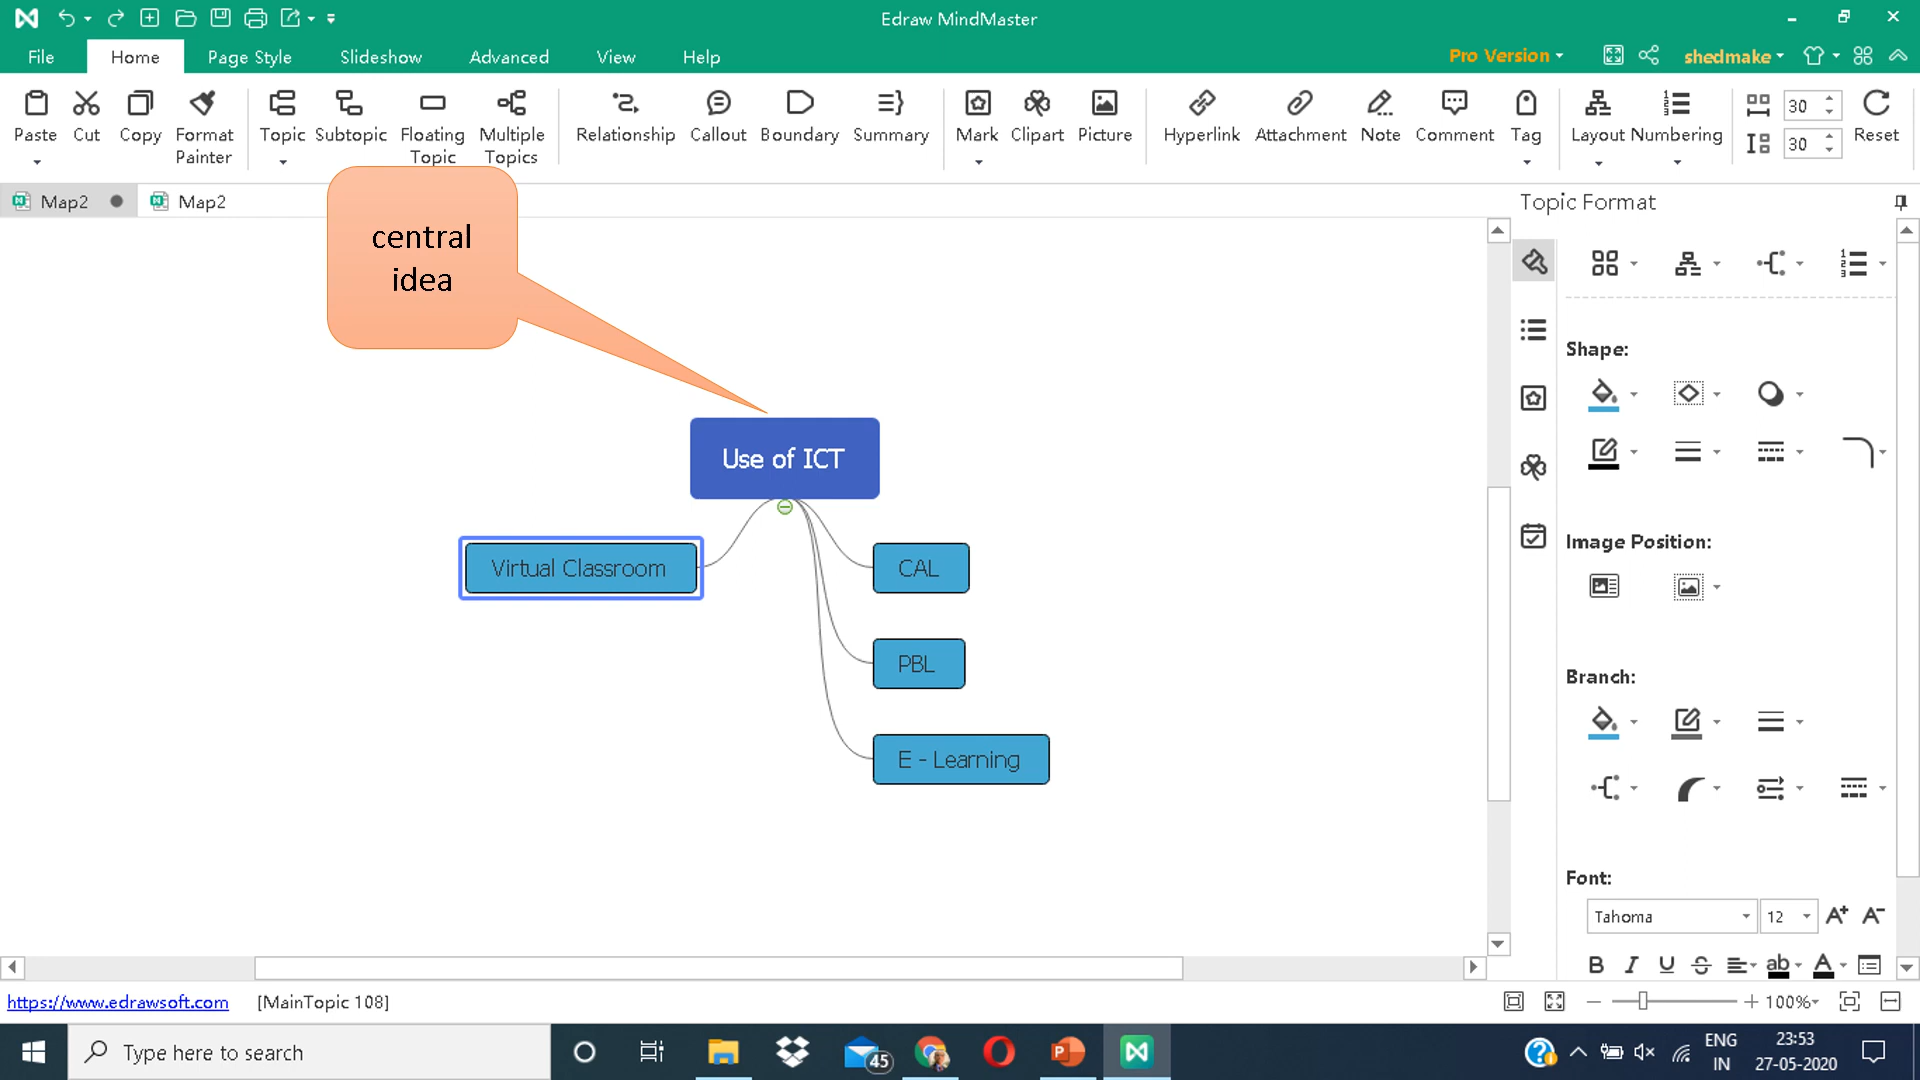 Edraw MindMaster
File Home Page Style Slideshow Advanced View Help Pro Version shedmake
Paste Cut Copy Format Painter Topic Subtopic Floating Topic Multiple Topics Relationship Callout Boundary Summary Mark Clipart Picture Hyperlink Attachment Note Comment Tag Layout Numbering 30 30 Reset
Map2 Map2 Topic Format
central
idea
Shape:
Use of ICT
Virtual Classroom CAL
Image Position:
PBL
Branch:
E - Learning
Font:
Tahoma 12 A+ A-
B I U S ab A
https://www.edrawsoft.com [MainTopic 108] 100%
Type here to search 45 ENG IN 23:53 27-05-2020